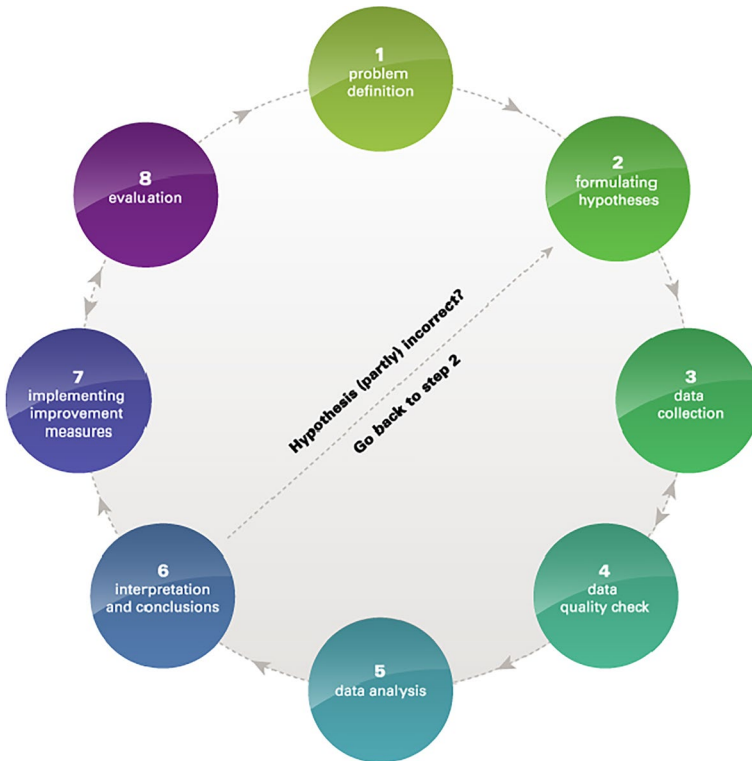 1
problem
definition
2
formulating
hypotheses
3
data
collection
4
data
quality check
5
data analysis
6
interpretation
and conclusions
7
implementing
improvement
measures
8
evaluation
Hypothesis (partly) incorrect?
Go back to step 2